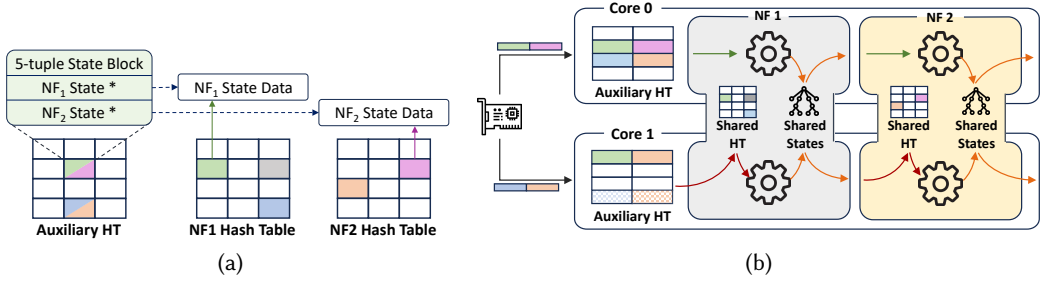 5-tuple State Block
NF1 State *
NF2 State *
NF1 State Data
NF2 State Data
Auxiliary HT
NF1 Hash Table
NF2 Hash Table
(a)
Core 0
NF 1
NF 2
Auxiliary HT
Shared
HT
Shared
States
Shared
HT
Shared
States
Core 1
Auxiliary HT
(b)